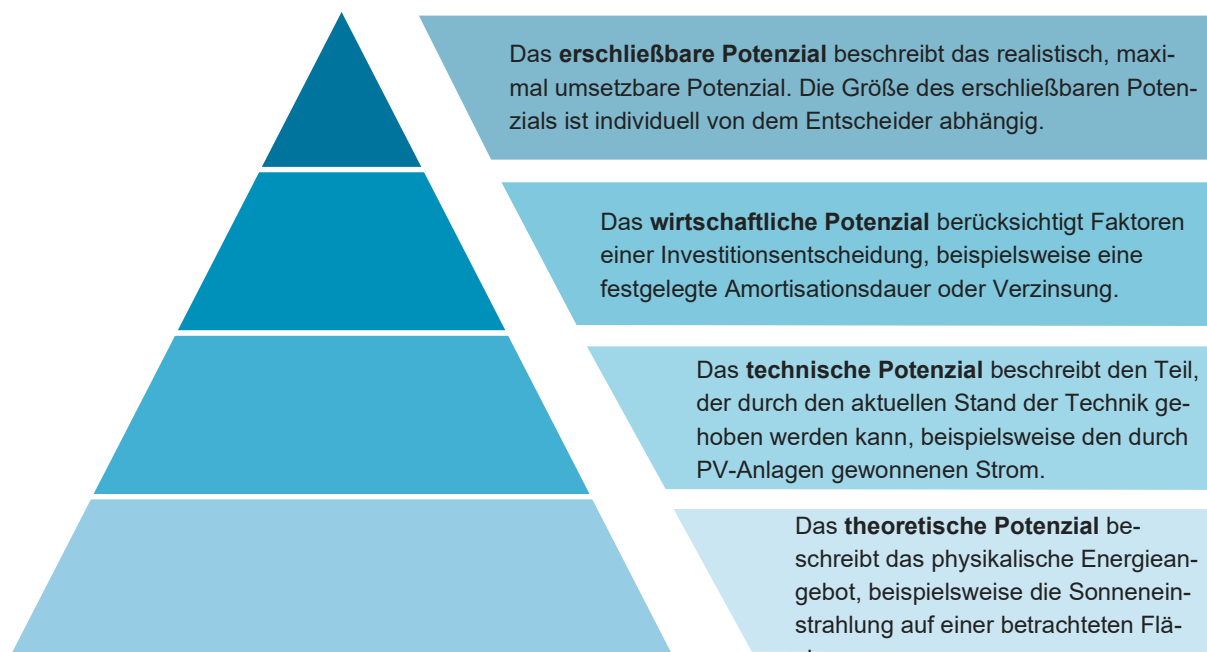 Das erschließbare Potenzial beschreibt das realistisch, maxi-
mal umsetzbare Potenzial. Die Größe des erschließbaren Poten-
zials ist individuell von dem Entscheider abhängig.
Das wirtschaftliche Potenzial berücksichtigt Faktoren
einer Investitionsentscheidung, beispielsweise eine
festgelegte Amortisationsdauer oder Verzinsung.
Das technische Potenzial beschreibt den Teil,
der durch den aktuellen Stand der Technik ge-
hoben werden kann, beispielsweise den durch
PV-Anlagen gewonnenen Strom.
Das theoretische Potenzial be-
schreibt das physikalische Energiean-
gebot, beispielsweise die Sonnenein-
strahlung auf einer betrachteten Flä-